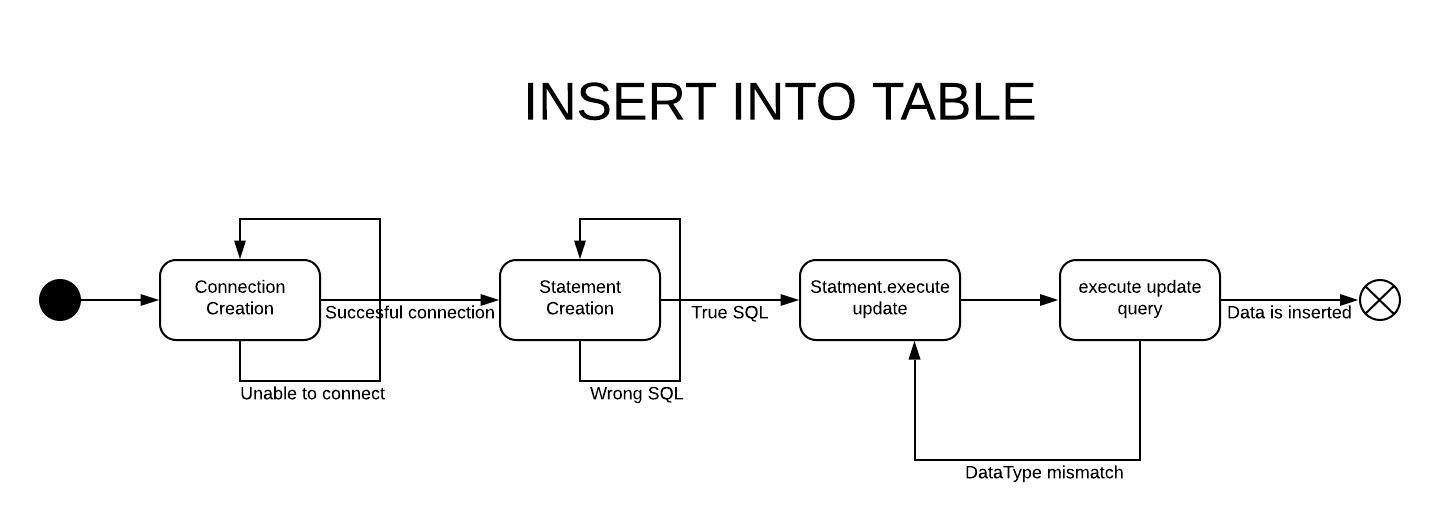 INSERT INTO TABLE
Connection
Creation
Succesful connection
Unable to connect
Statement
Creation
True SQL
Wrong SQL
Statment.execute
update
execute update
query
Data is inserted
DataType mismatch